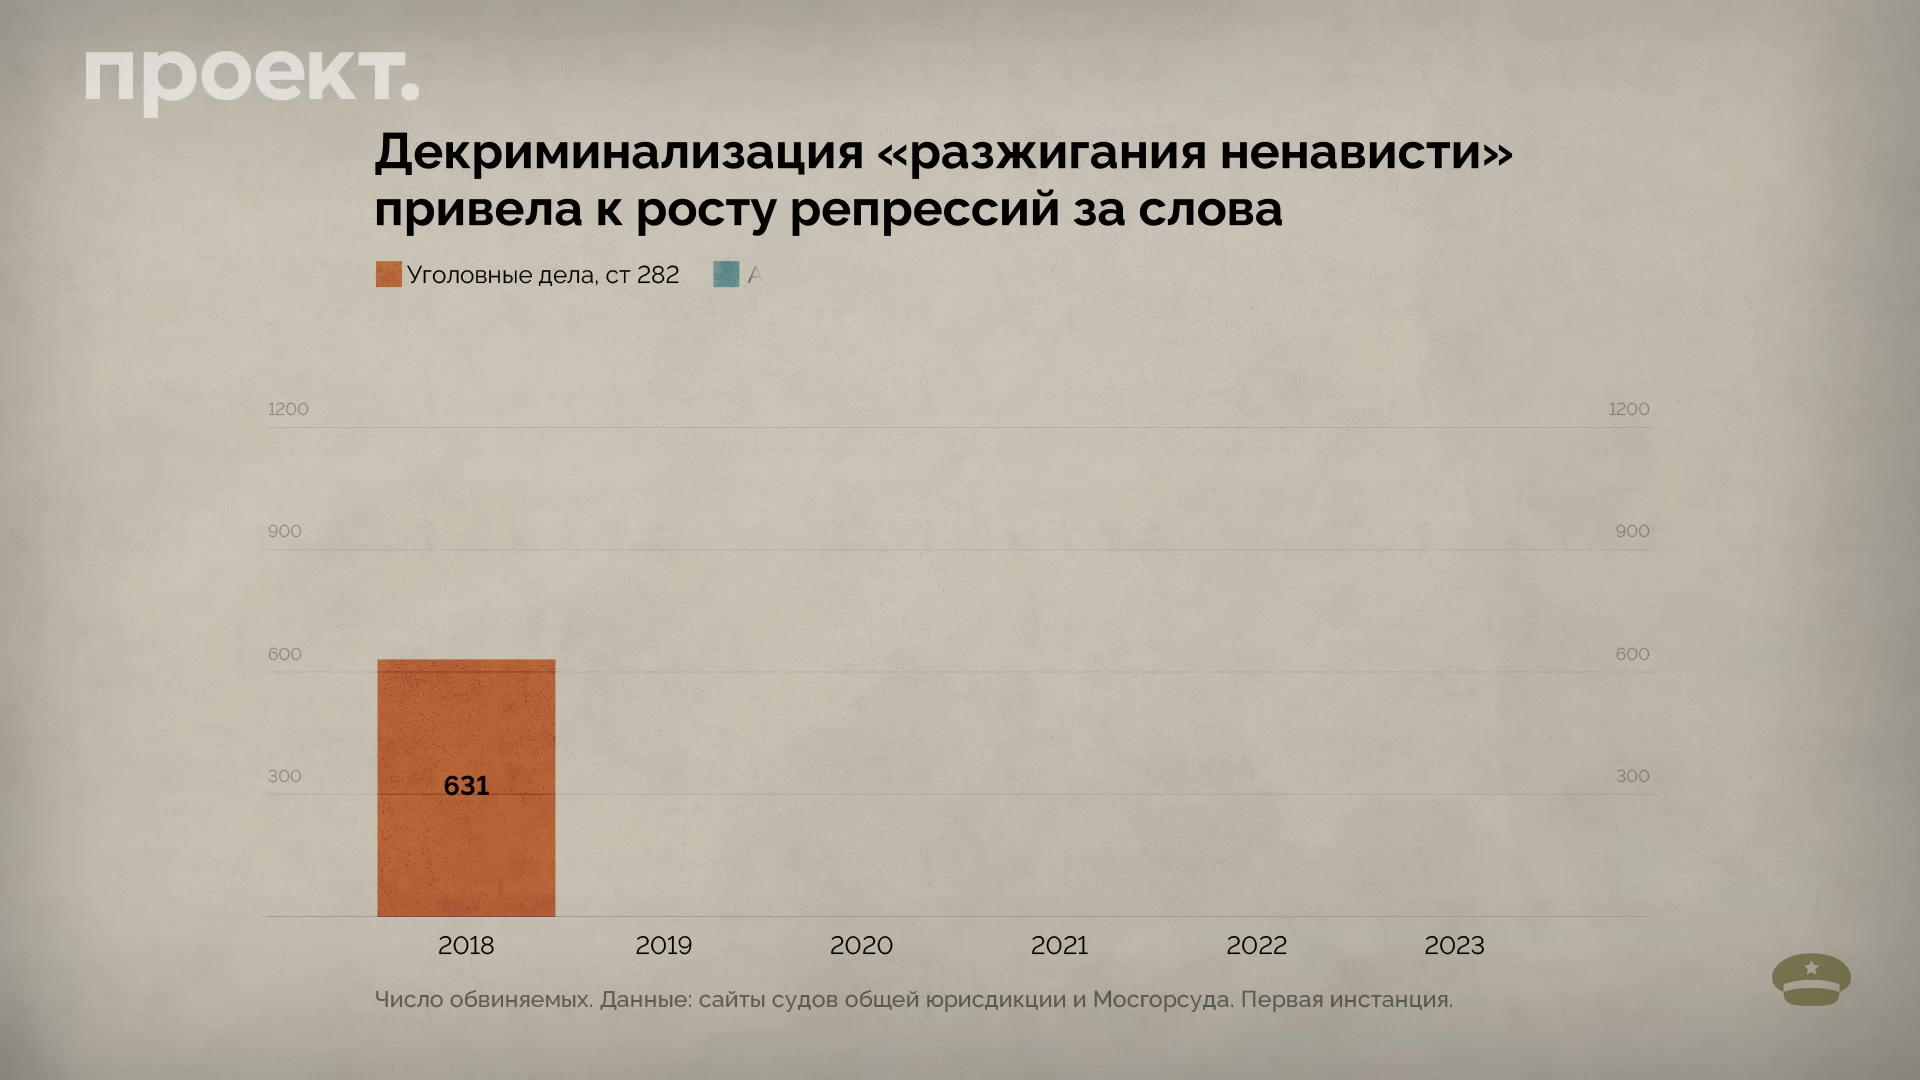 проект.
Декриминализация «разжигания ненависти»
привела к росту репрессий за слова
Уголовные дела, ст 282 А
1200 1200
900 900
600 600
300 300
631
2018 2019 2020 2021 2022 2023
Число обвиняемых. Данные: сайты судов общей юрисдикции и Мосгорсуда. Первая инстанция.